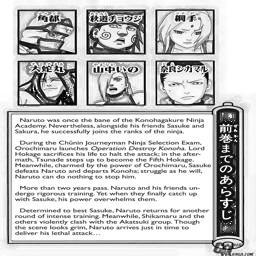 角都
秋道チョウジ
綱手
大蛇丸
山中いの
奈良シカマル
前巻までのあらすじ
Naruto was once the bane of the Konohagakure Ninja
Academy. Nevertheless, alongside his friends Sasuke and
Sakura, he successfully joins the ranks of the ninja.
During the Chûnin Journeyman Ninja Selection Exam,
Orochimaru launches Operation Destroy Konoha. Lord
Hokage sacrifices his life to halt the attack; in the after-
math, Tsunade steps up to become the Fifth Hokage.
Meanwhile, charmed by the power of Orochimaru, Sasuke
defeats Naruto and departs Konoha; struggle as he will,
Naruto can do nothing to stop him.
More than two years pass. Naruto and his friends un-
dergo rigorous training. Yet when they finally catch up
with Sasuke, his power overwhelms them.
Determined to best Sasuke, Naruto returns for another
round of intense training. Meanwhile, Shikamaru and the
others violently clash with the Akatsuki group. Though
the scene looks grim, Naruto arrives just in time to
deliver his lethal attack...